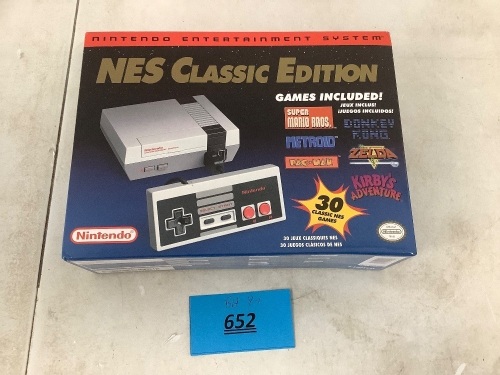 NINTENDO ENTERTAINMENT SYSTEM
NES CLASSIC EDITION
GAMES INCLUDED!
JEUX INCLUS!
¡JUEGOS INCLUIDOS!
SUPER
MARIO BROS.
DONKEY
KONG
METROID
ZELDA
PAC-MAN
KIRBY'S
ADVENTURE
30
CLASSIC NES
GAMES
30 JEUX CLASSIQUES NES
30 JUEGOS CLÁSICOS DE NES
Nintendo
Nintendo
Nintendo
652